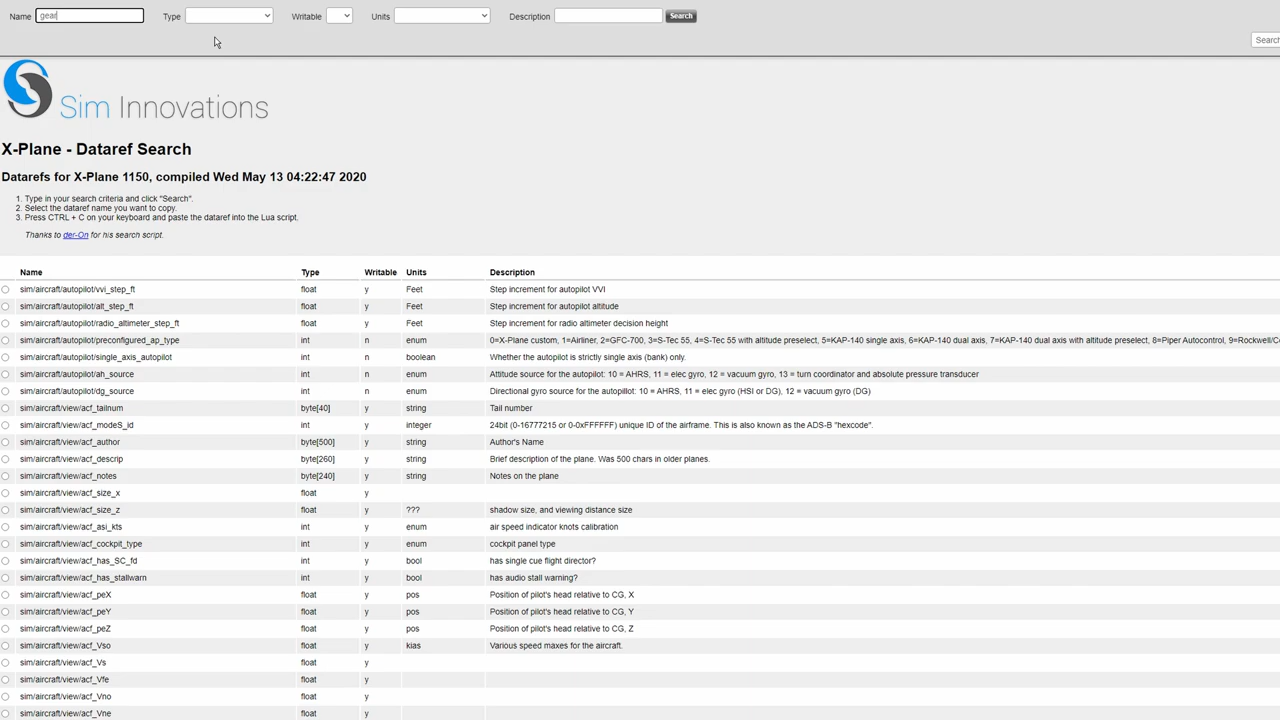 Name gear Type Writable Units Description Search
Search
Sim Innovations
X-Plane - Dataref Search
Datarefs for X-Plane 1150, compiled Wed May 13 04:22:47 2020
1. Type in your search criteria and click "Search".
2. Select the dataref name you want to copy.
3. Press CTRL + C on your keyboard and paste the dataref into the Lua script.
Thanks to der-On for his search script.
Name Type Writable Units Description
sim/aircraft/autopilot/vvi_step_ft float y Feet Step increment for autopilot VVI
sim/aircraft/autopilot/alt_step_ft float y Feet Step increment for autopilot altitude
sim/aircraft/autopilot/radio_altimeter_step_ft float y Feet Step increment for radio altimeter decision height
sim/aircraft/autopilot/preconfigured_ap_type int n enum 0=X-Plane custom, 1=Airliner, 2=GFC-700, 3=S-Tec 55, 4=S-Tec 55 with altitude preselect, 5=KAP-140 single axis, 6=KAP-140 dual axis, 7=KAP-140 dual axis with altitude preselect, 8=Piper Autocontrol, 9=Rockwell/Co
sim/aircraft/autopilot/single_axis_autopilot int n boolean Whether the autopilot is strictly single axis (bank) only.
sim/aircraft/autopilot/ah_source int n enum Attitude source for the autopilot: 10 = AHRS, 11 = elec gyro, 12 = vacuum gyro, 13 = turn coordinator and absolute pressure transducer
sim/aircraft/autopilot/dg_source int n enum Directional gyro source for the autopillot: 10 = AHRS, 11 = elec gyro (HSI or DG), 12 = vacuum gyro (DG)
sim/aircraft/view/acf_tailnum byte[40] y string Tail number
sim/aircraft/view/acf_modeS_id int y integer 24bit (0-16777215 or 0-0xFFFFFF) unique ID of the airframe. This is also known as the ADS-B "hexcode".
sim/aircraft/view/acf_author byte[500] y string Author's Name
sim/aircraft/view/acf_descrip byte[260] y string Brief description of the plane. Was 500 chars in older planes.
sim/aircraft/view/acf_notes byte[240] y string Notes on the plane
sim/aircraft/view/acf_size_x float y
sim/aircraft/view/acf_size_z float y ??? shadow size, and viewing distance size
sim/aircraft/view/acf_asi_kts int y enum air speed indicator knots calibration
sim/aircraft/view/acf_cockpit_type int y enum cockpit panel type
sim/aircraft/view/acf_has_SC_fd int y bool has single cue flight director?
sim/aircraft/view/acf_has_stallwarn int y bool has audio stall warning?
sim/aircraft/view/acf_peX float y pos Position of pilot's head relative to CG, X
sim/aircraft/view/acf_peY float y pos Position of pilot's head relative to CG, Y
sim/aircraft/view/acf_peZ float y pos Position of pilot's head relative to CG, Z
sim/aircraft/view/acf_Vso float y kias Various speed maxes for the aircraft.
sim/aircraft/view/acf_Vs float y
sim/aircraft/view/acf_Vfe float y
sim/aircraft/view/acf_Vno float y
sim/aircraft/view/acf_Vne float y